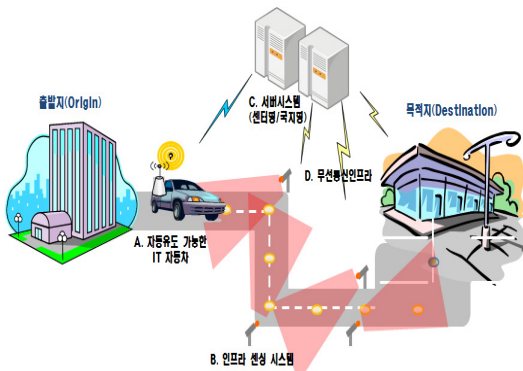 출발지(Origin)
C. 서버시스템
(센터형/국지형)
목적지(Destination)
D. 무선통신인프라
A. 자동유도 가능한
IT 자동차
B. 인프라 센싱 시스템